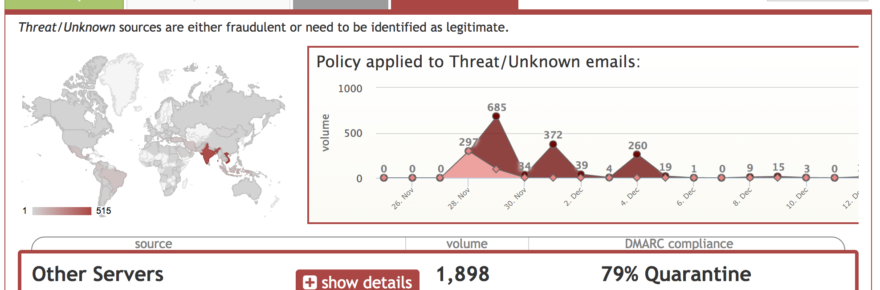 Threat/Unknown sources are either fraudulent or need to be identified as legitimate.
Policy applied to Threat/Unknown emails:
1000
500
0
volume
0 0 0 297 685 34 1 372 39 4 260 19 1 0 9 15 3 0
26. Nov 28. Nov 30. Nov 2. Dec 4. Dec 6. Dec 8. Dec 10. Dec 12.
1 515
source volume DMARC compliance
Other Servers + show details 1,898 79% Quarantine